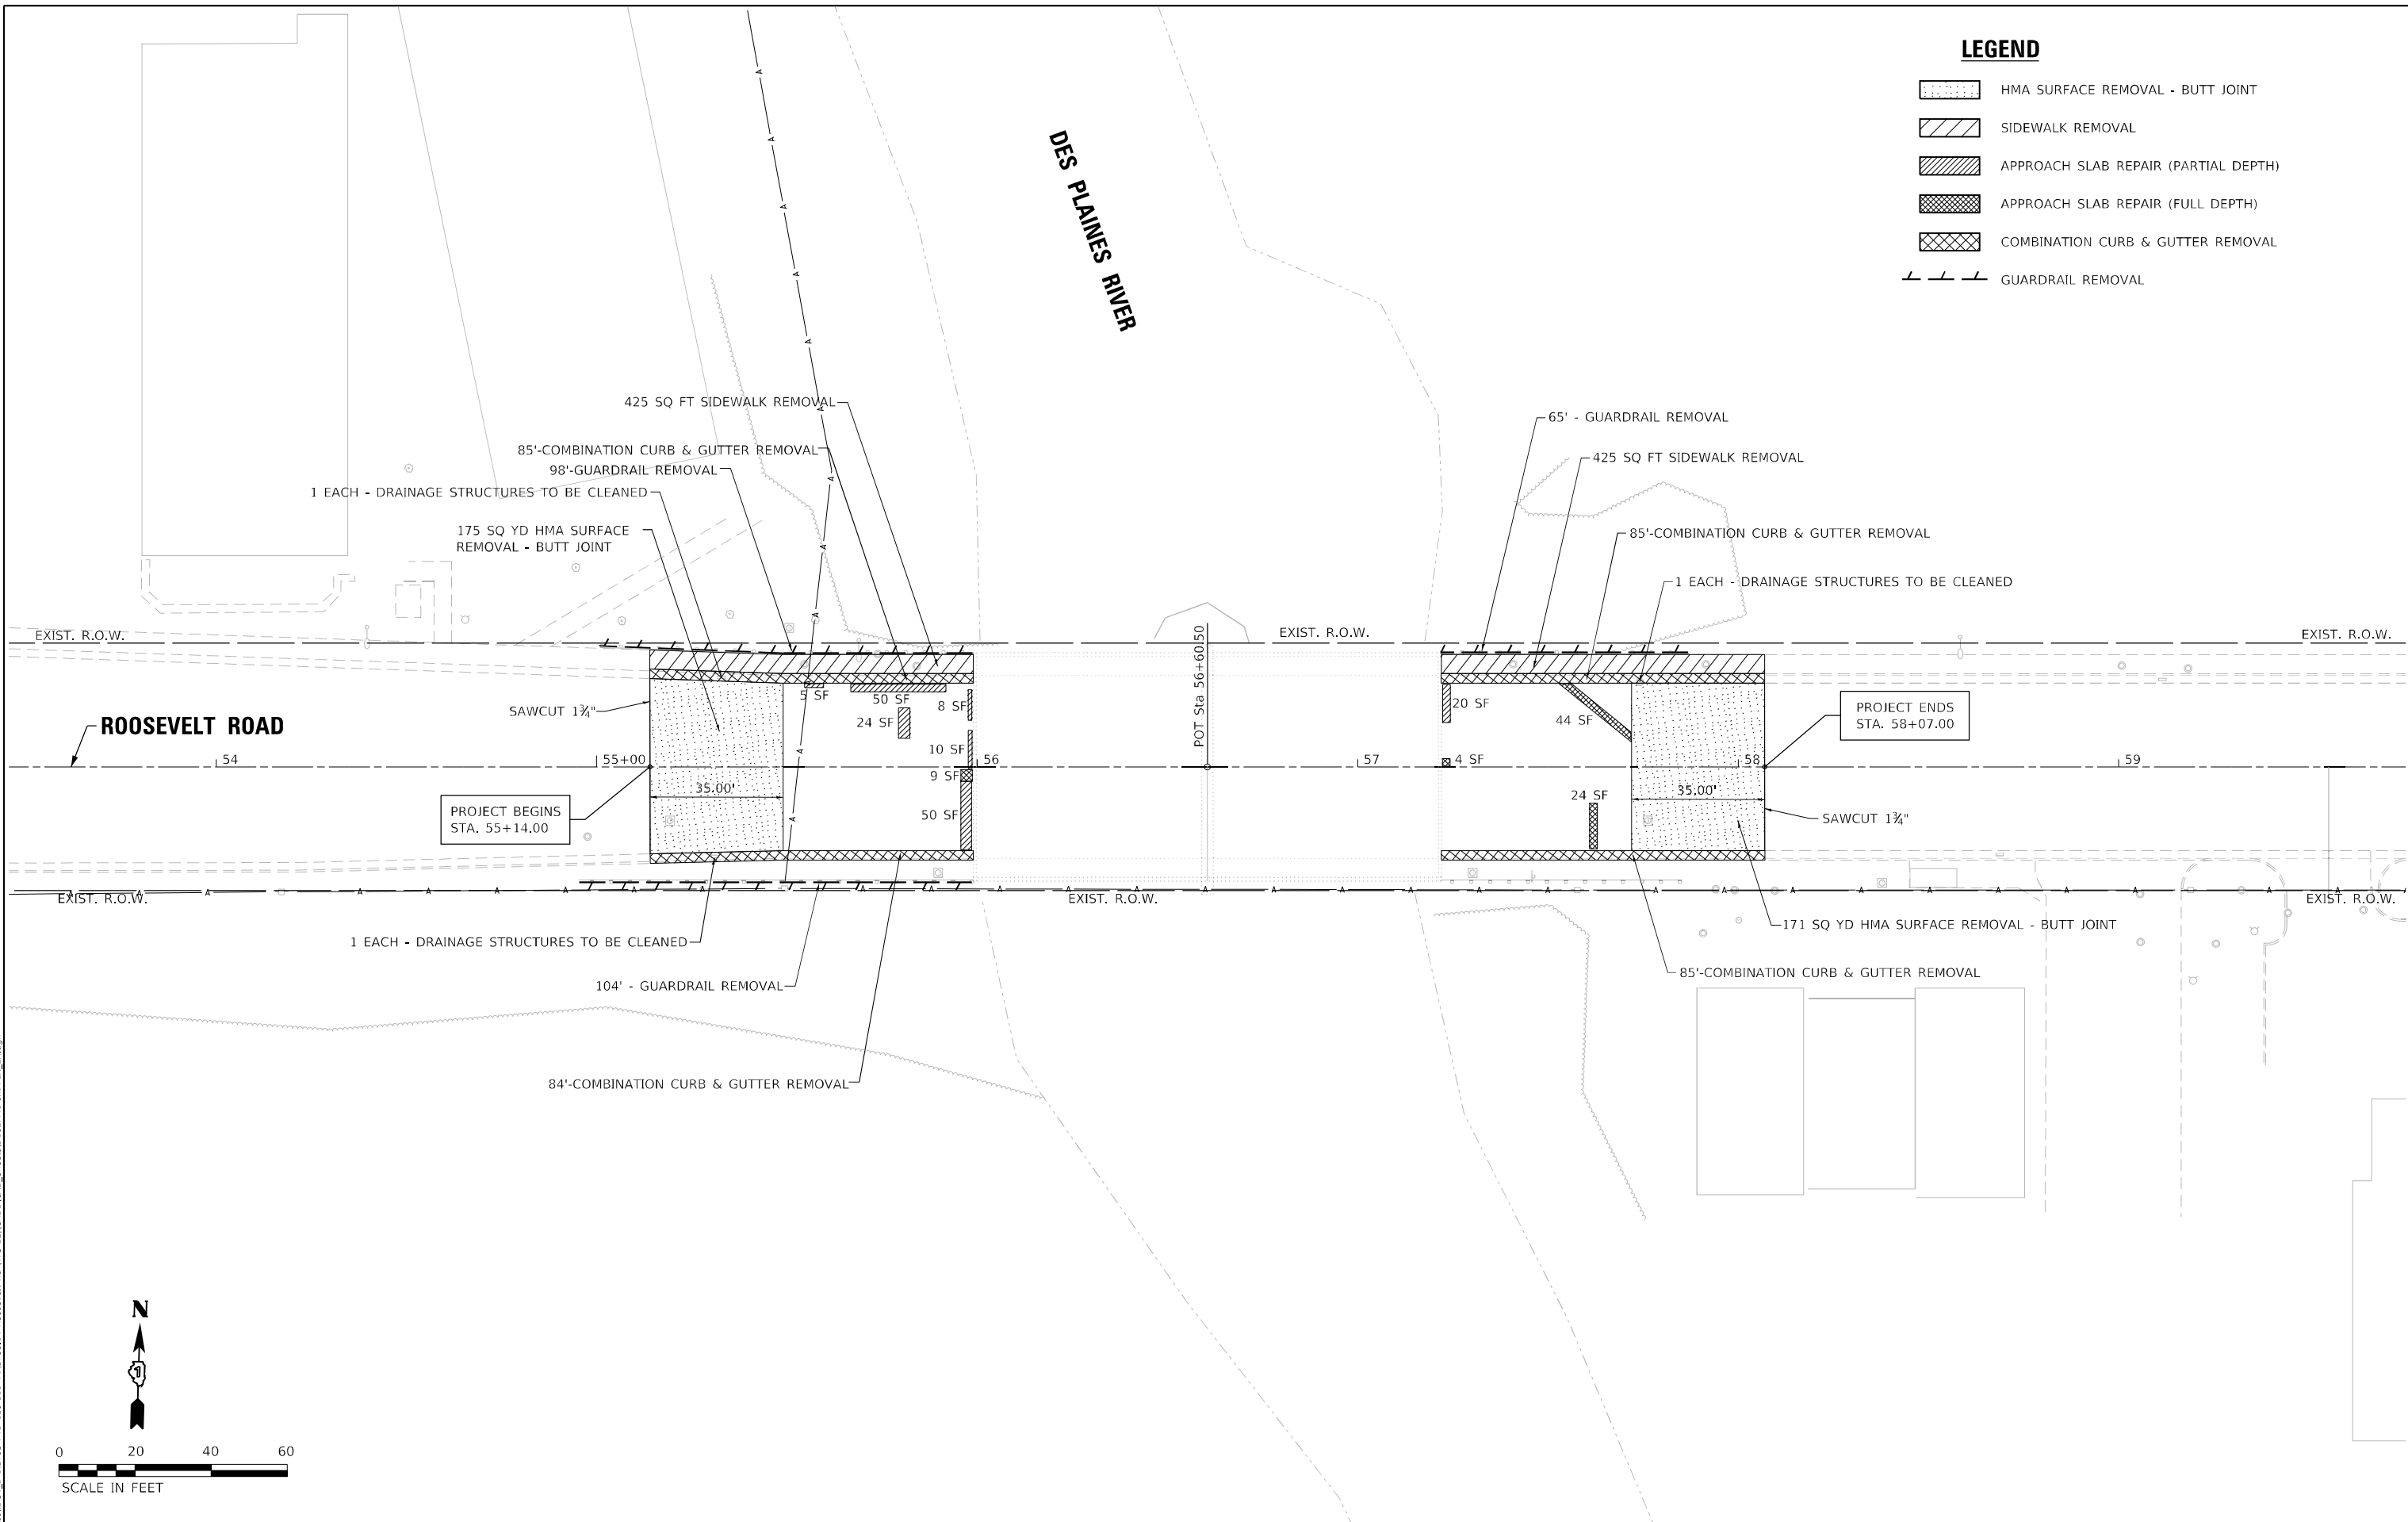 LEGEND
HMA SURFACE REMOVAL - BUTT JOINT
SIDEWALK REMOVAL
APPROACH SLAB REPAIR (PARTIAL DEPTH)
APPROACH SLAB REPAIR (FULL DEPTH)
COMBINATION CURB & GUTTER REMOVAL
GUARDRAIL REMOVAL
DES PLAINES RIVER
425 SQ FT SIDEWALK REMOVAL
85'-COMBINATION CURB & GUTTER REMOVAL
98'-GUARDRAIL REMOVAL
1 EACH - DRAINAGE STRUCTURES TO BE CLEANED
175 SQ YD HMA SURFACE
REMOVAL - BUTT JOINT
65' - GUARDRAIL REMOVAL
425 SQ FT SIDEWALK REMOVAL
85'-COMBINATION CURB & GUTTER REMOVAL
1 EACH - DRAINAGE STRUCTURES TO BE CLEANED
EXIST. R.O.W.
EXIST. R.O.W.
EXIST. R.O.W.
POT Sta 56+60.50
SAWCUT 1¾"
5 SF
50 SF
24 SF
8 SF
10 SF
9 SF
50 SF
20 SF
44 SF
4 SF
24 SF
ROOSEVELT ROAD
54
55+00
56
57
58
59
35.00'
35.00'
PROJECT BEGINS
STA. 55+14.00
PROJECT ENDS
STA. 58+07.00
SAWCUT 1¾"
EXIST. R.O.W.
EXIST. R.O.W.
EXIST. R.O.W.
1 EACH - DRAINAGE STRUCTURES TO BE CLEANED
171 SQ YD HMA SURFACE REMOVAL - BUTT JOINT
104' - GUARDRAIL REMOVAL
85'-COMBINATION CURB & GUTTER REMOVAL
84'-COMBINATION CURB & GUTTER REMOVAL
N
1
0 20 40 60
SCALE IN FEET